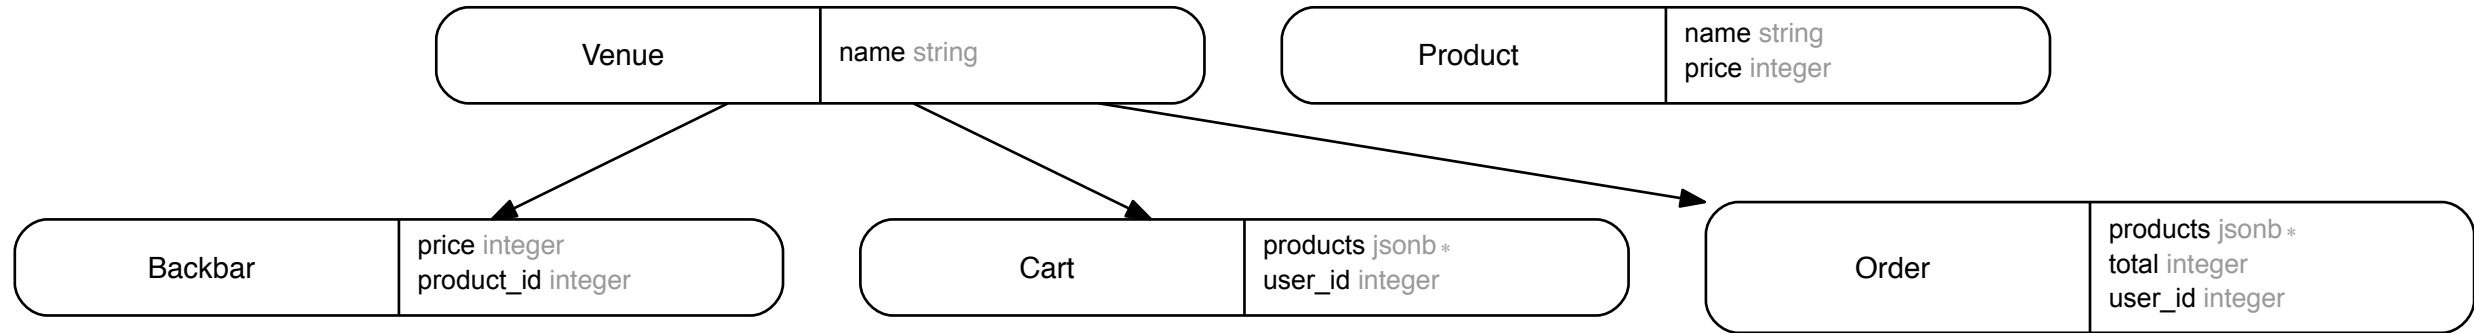 Venue
name string
Product
name string
price integer
Backbar
price integer
product_id integer
Cart
products jsonb *
user_id integer
Order
products jsonb *
total integer
user_id integer